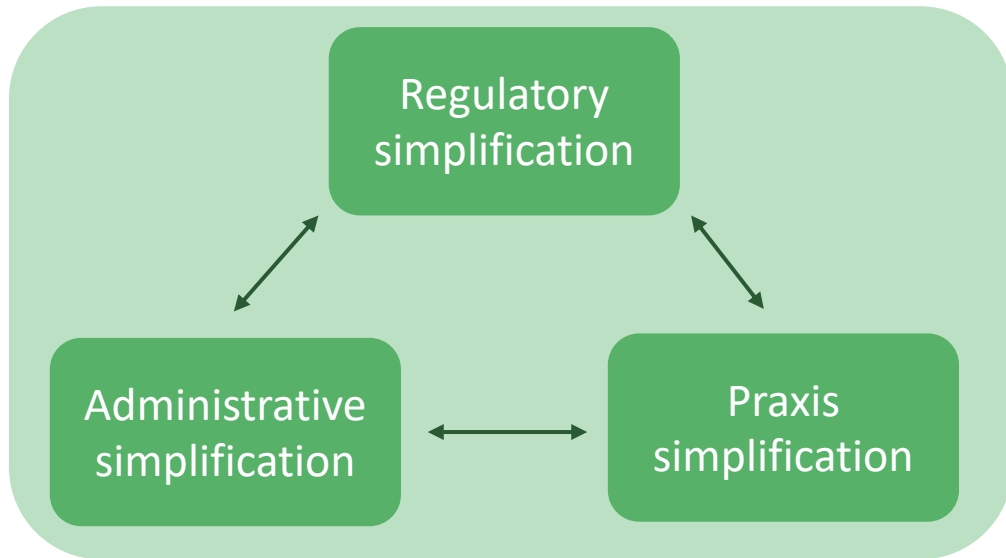 Regulatory
simplification
Administrative
simplification
Praxis
simplification